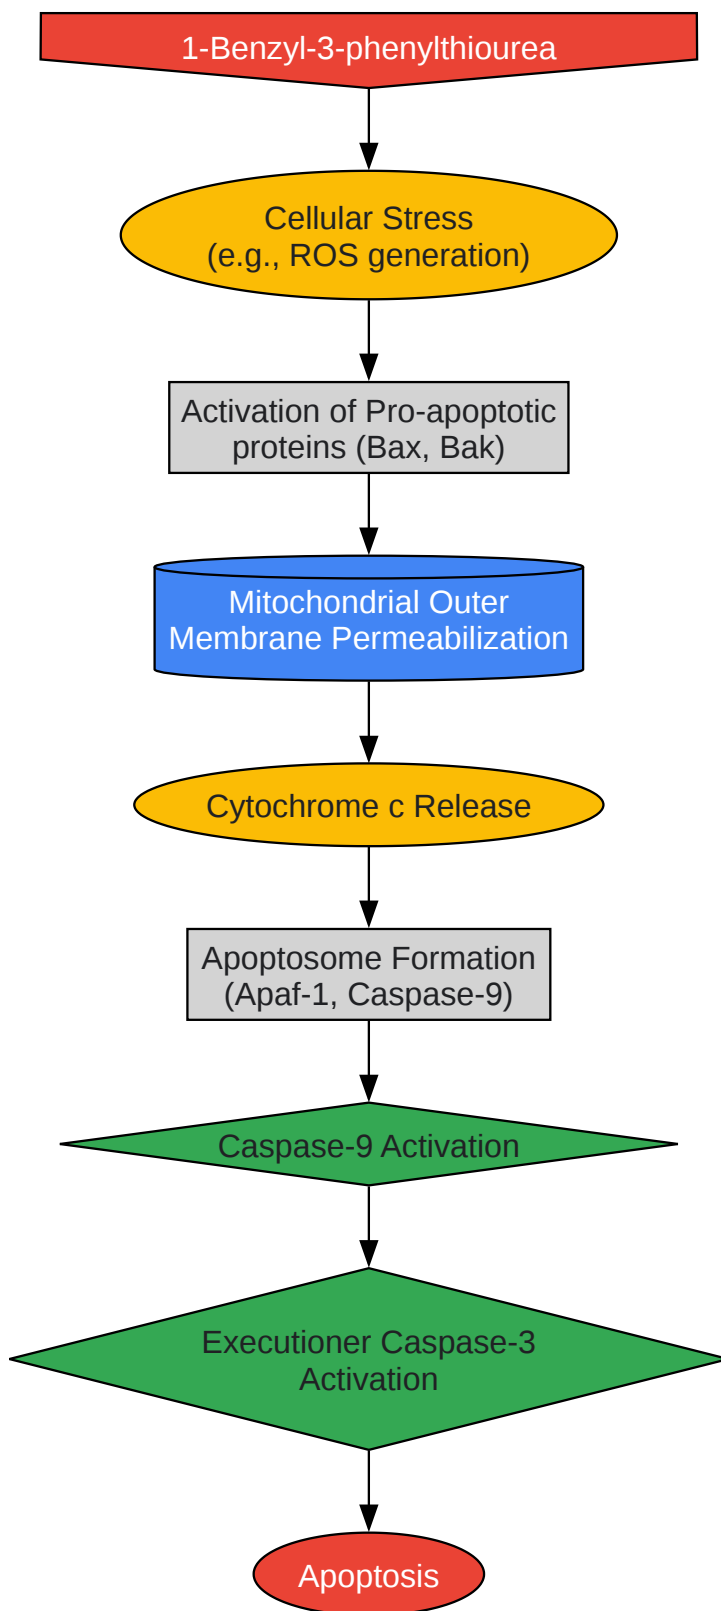 1-Benzyl-3-phenylthiourea
Cellular Stress
(e.g., ROS generation)
Activation of Pro-apoptotic
proteins (Bax, Bak)
Mitochondrial Outer
Membrane Permeabilization
Cytochrome c Release
Apoptosome Formation
(Apaf-1, Caspase-9)
Caspase-9 Activation
Executioner Caspase-3
Activation
Apoptosis